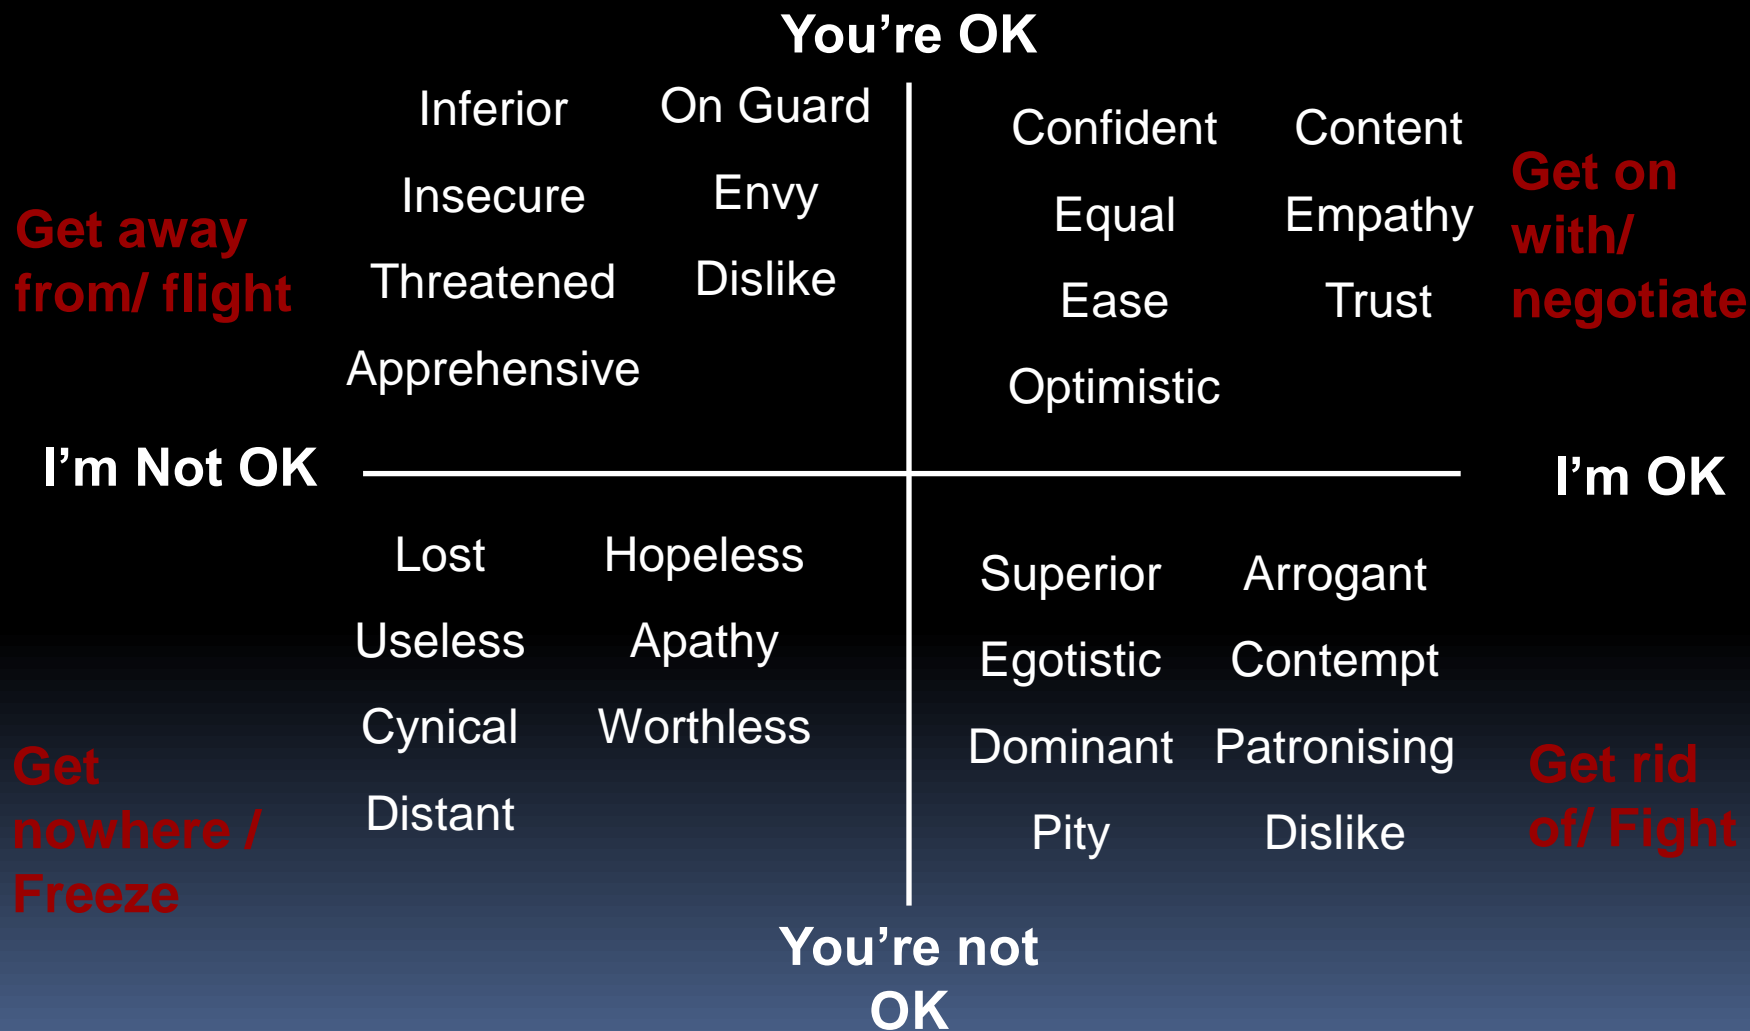 You’re OK
Inferior On Guard
Insecure Envy
Threatened Dislike
Apprehensive
Get away
from/ flight
Confident Content
Equal Empathy
Ease Trust
Optimistic
Get on
with/
negotiate
I’m Not OK
I’m OK
Lost Hopeless
Useless Apathy
Cynical Worthless
Distant
Get
nowhere /
Freeze
Superior Arrogant
Egotistic Contempt
Dominant Patronising
Pity Dislike
Get rid
of/ Fight
You’re not
OK